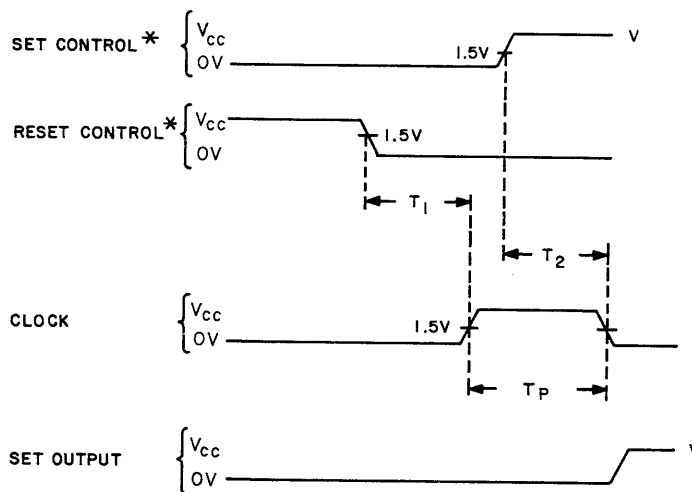 SET CONTROL* { Vcc
0V
1.5V
V
RESET CONTROL* { Vcc
0V
1.5V
T1
T2
CLOCK { Vcc
0V
1.5V
TP
SET OUTPUT { Vcc
0V
V